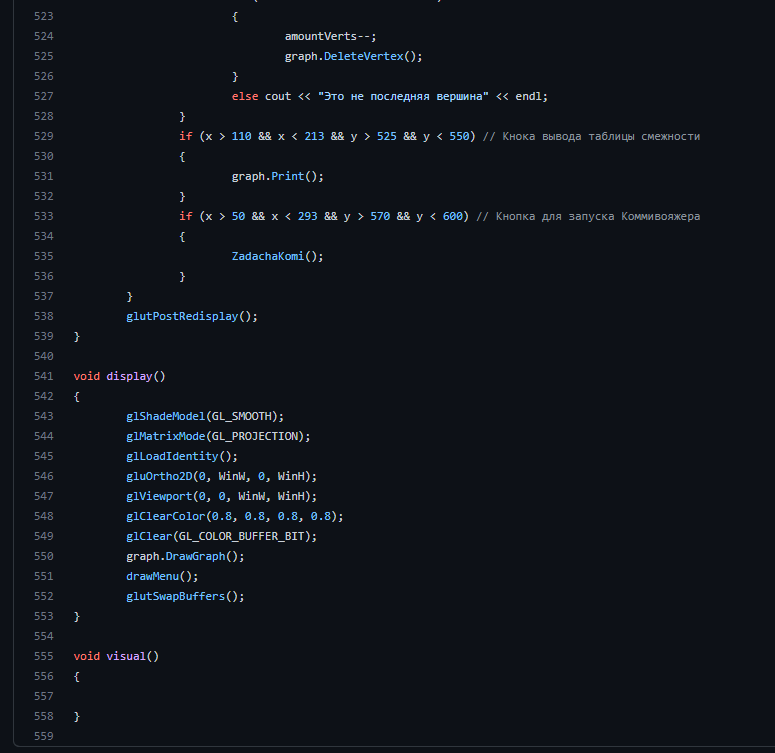 523 {
524 amountVerts--;
525 graph.DeleteVertex();
526 }
527 else cout << "Это не последняя вершина" << endl;
528 }
529 if (x > 110 && x < 213 && y > 525 && y < 550) // Кнока вывода таблицы смежности
530 {
531 graph.Print();
532 }
533 if (x > 50 && x < 293 && y > 570 && y < 600) // Кнопка для запуска Коммивояжера
534 {
535 ZadachaKomi();
536 }
537 }
538 glutPostRedisplay();
539 }
540
541 void display()
542 {
543 glShadeModel(GL_SMOOTH);
544 glMatrixMode(GL_PROJECTION);
545 glLoadIdentity();
546 gluOrtho2D(0, WinW, 0, WinH);
547 glViewport(0, 0, WinW, WinH);
548 glClearColor(0.8, 0.8, 0.8, 0.8);
549 glClear(GL_COLOR_BUFFER_BIT);
550 graph.DrawGraph();
551 drawMenu();
552 glutSwapBuffers();
553 }
554
555 void visual()
556 {
557
558 }
559